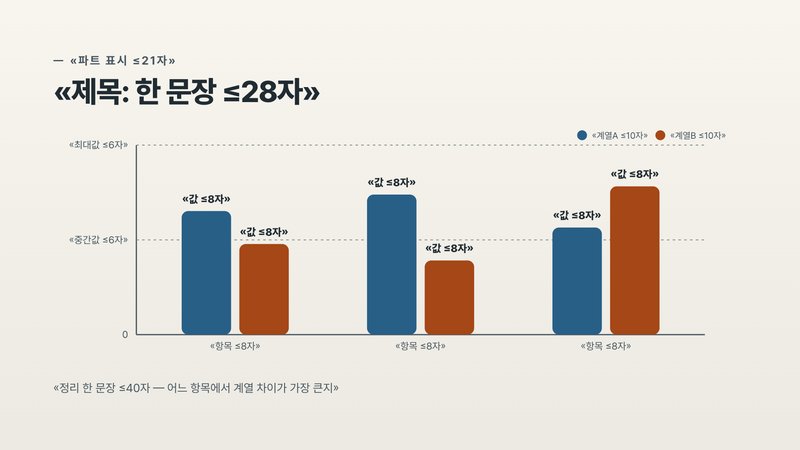 — «파트 표시 ≤21자»
«제목: 한 문장 ≤28자»
«계열A ≤10자» «계열B ≤10자»
«최대값 ≤6자»
«값 ≤8자» «값 ≤8자» «값 ≤8자» «값 ≤8자» «값 ≤8자» «값 ≤8자»
«중간값 ≤6자»
0
«항목 ≤8자» «항목 ≤8자» «항목 ≤8자»
«정리 한 문장 ≤40자 — 어느 항목에서 계열 차이가 가장 큰지»